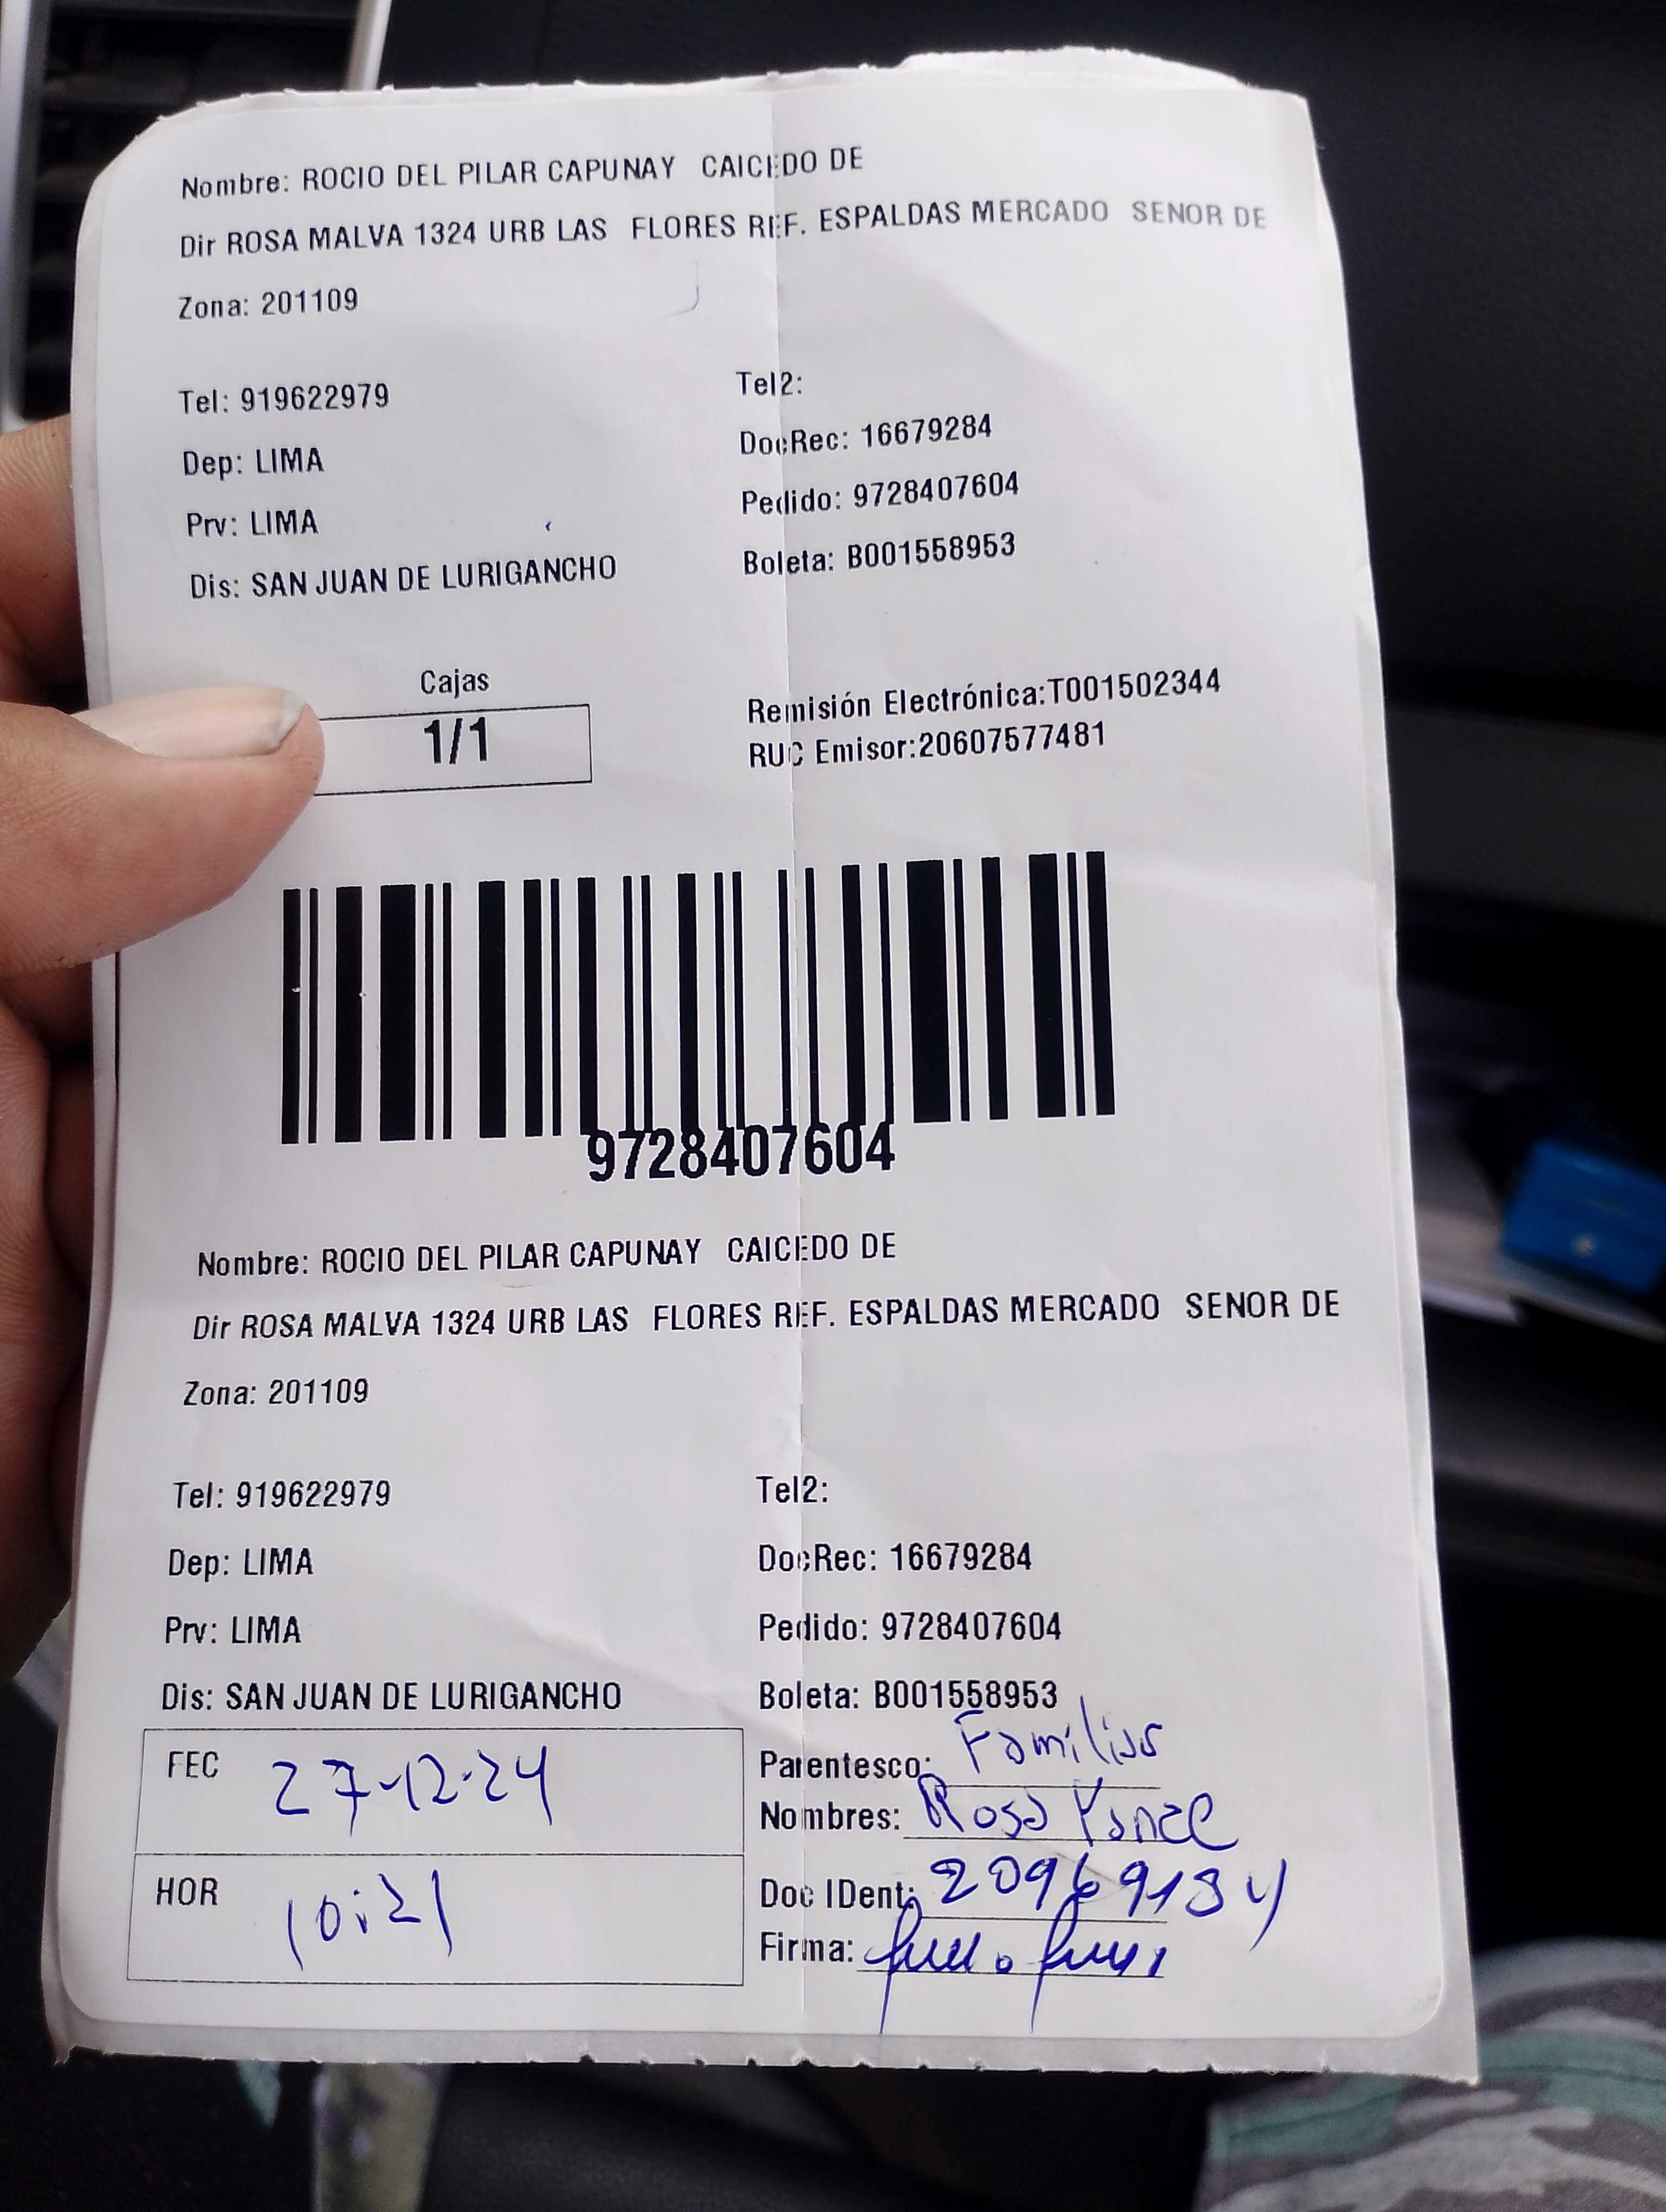 Nombre: ROCIO DEL PILAR CAPUNAY CAICEDO DE
Dir ROSA MALVA 1324 URB LAS FLORES REF. ESPALDAS MERCADO SENOR DE
Zona: 201109
Tel: 919622979 Tel2:
Dep: LIMA DocRec: 16679284
Prv: LIMA Pedido: 9728407604
Dis: SAN JUAN DE LURIGANCHO Boleta: B001558953
Cajas
1/1
Remisión Electrónica:T001502344
RUC Emisor:20607577481
9728407604
Nombre: ROCIO DEL PILAR CAPUNAY CAICEDO DE
Dir ROSA MALVA 1324 URB LAS FLORES REF. ESPALDAS MERCADO SENOR DE
Zona: 201109
Tel: 919622979 Tel2:
Dep: LIMA DocRec: 16679284
Prv: LIMA Pedido: 9728407604
Dis: SAN JUAN DE LURIGANCHO Boleta: B001558953
FEC 27-12-24
HOR 10:21
Parentesco: Familiar
Nombres: Rosa
Doc IDent:
Firma: